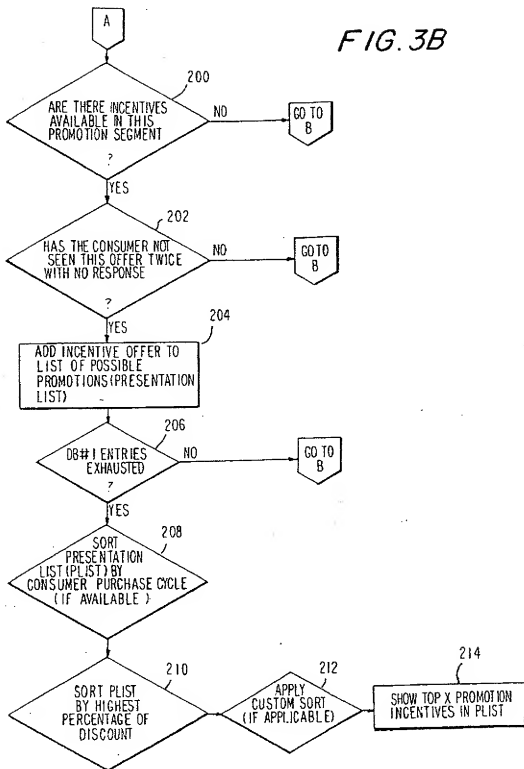 A
FIG. 3B
200
ARE THERE INCENTIVES
AVAILABLE IN THIS
PROMOTION SEGMENT
?
NO
GO TO
B
YES
202
HAS THE CONSUMER NOT
SEEN THIS OFFER TWICE
WITH NO RESPONSE
?
NO
GO TO
B
YES
204
ADD INCENTIVE OFFER TO
LIST OF POSSIBLE
PROMOTIONS(PRESENTATION
LIST)
206
DB#1 ENTRIES
EXHAUSTED
?
NO
GO TO
B
YES
208
SORT
PRESENTATION
LIST(PLIST) BY
CONSUMER PURCHASE CYCLE
(IF AVAILABLE)
210
SORT PLIST
BY HIGHEST
PERCENTAGE OF
DISCOUNT
212
APPLY
CUSTOM SORT
(IF APPLICABLE)
214
SHOW TOP X PROMOTION
INCENTIVES IN PLIST